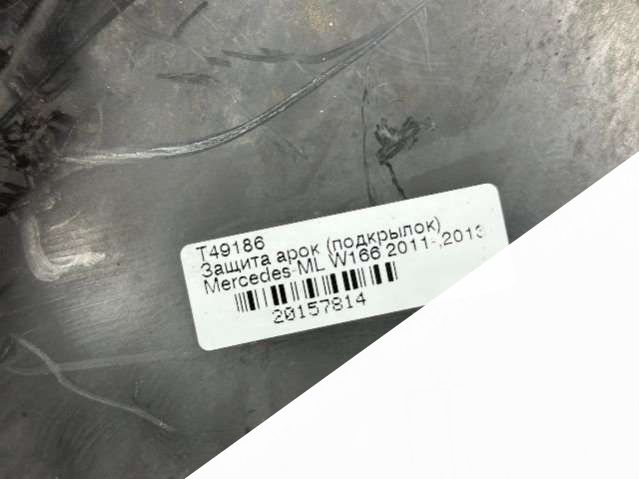 T49186
Защита арок (подкрылок)
Mercedes-ML W166 2011-,2013
20157814